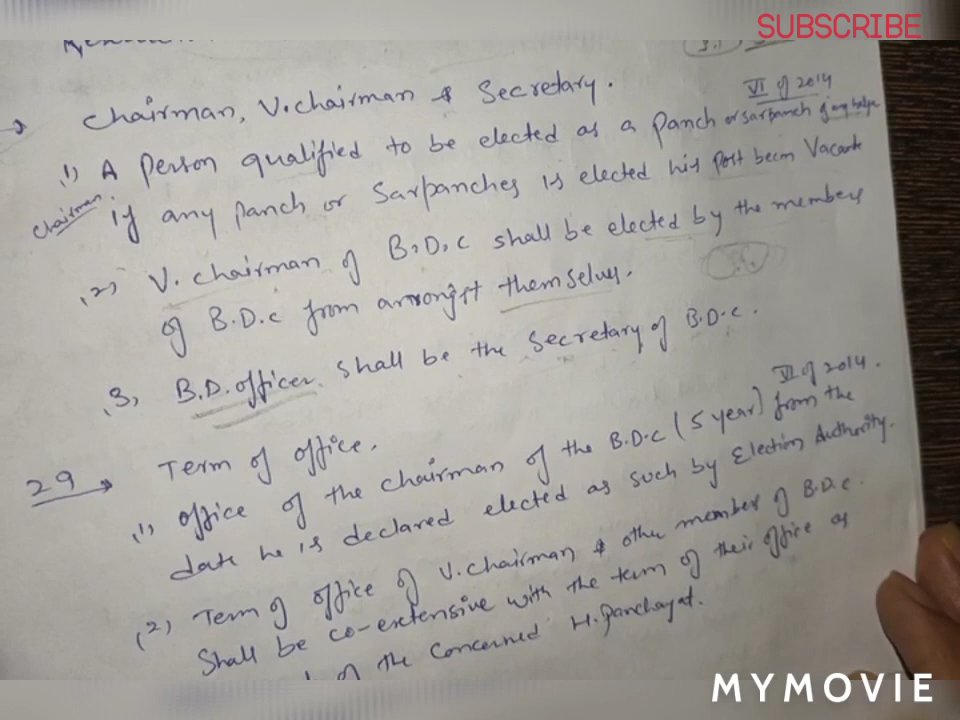 SUBSCRIBE
→ Chairman, V.chairman & Secretary.
VI of 2014
(1) A Person qualified to be elected as a Panch or Sarpanch of any halqa
Chairman.
if any Panch or Sarpanches is elected his Post becm Vacante
(2) V. chairman of B.D.C shall be elected by the members
of B.D.C from amongst themselves.
(3) B.D.officer shall be the Secretary of B.D.C.
VI of 2014.
29 → Term of office.
(1) office of the chairman of the B.D.C (5 year) from the
date he is declared elected as such by Election Authority.
(2) Term of office of V.Chairman & other member of B.D.C.
Shall be co-extensive with the term of their office as
of the Concerned H.Panchayat.
MYMOVIE